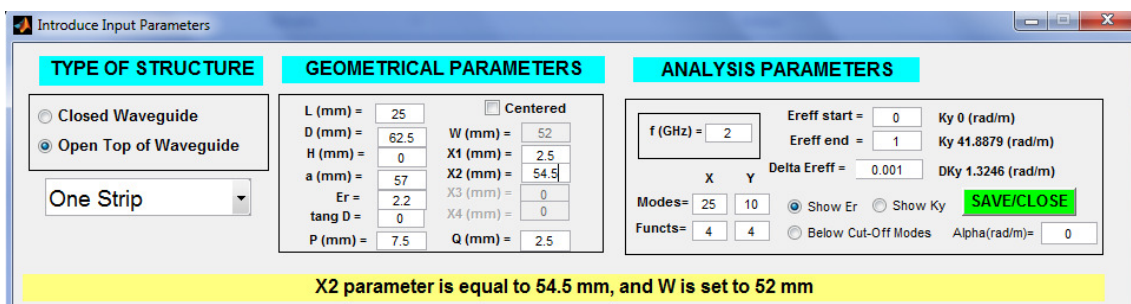 Introduce Input Parameters
TYPE OF STRUCTURE
Closed Waveguide
Open Top of Waveguide
One Strip
GEOMETRICAL PARAMETERS
L (mm) = 25
D (mm) = 62.5
H (mm) = 0
a (mm) = 57
Er = 2.2
tang D = 0
P (mm) = 7.5
Centered
W (mm) = 52
X1 (mm) = 2.5
X2 (mm) = 54.5
X3 (mm) = 0
X4 (mm) = 0
Q (mm) = 2.5
ANALYSIS PARAMETERS
f (GHz) = 2
Ereff start = 0 Ky 0 (rad/m)
Ereff end = 1 Ky 41.8879 (rad/m)
Delta Ereff = 0.001 DKy 1.3246 (rad/m)
X Y
Modes= 25 10
Functs= 4 4
Show Er Show Ky SAVE/CLOSE
Below Cut-Off Modes Alpha(rad/m)= 0
X2 parameter is equal to 54.5 mm, and W is set to 52 mm